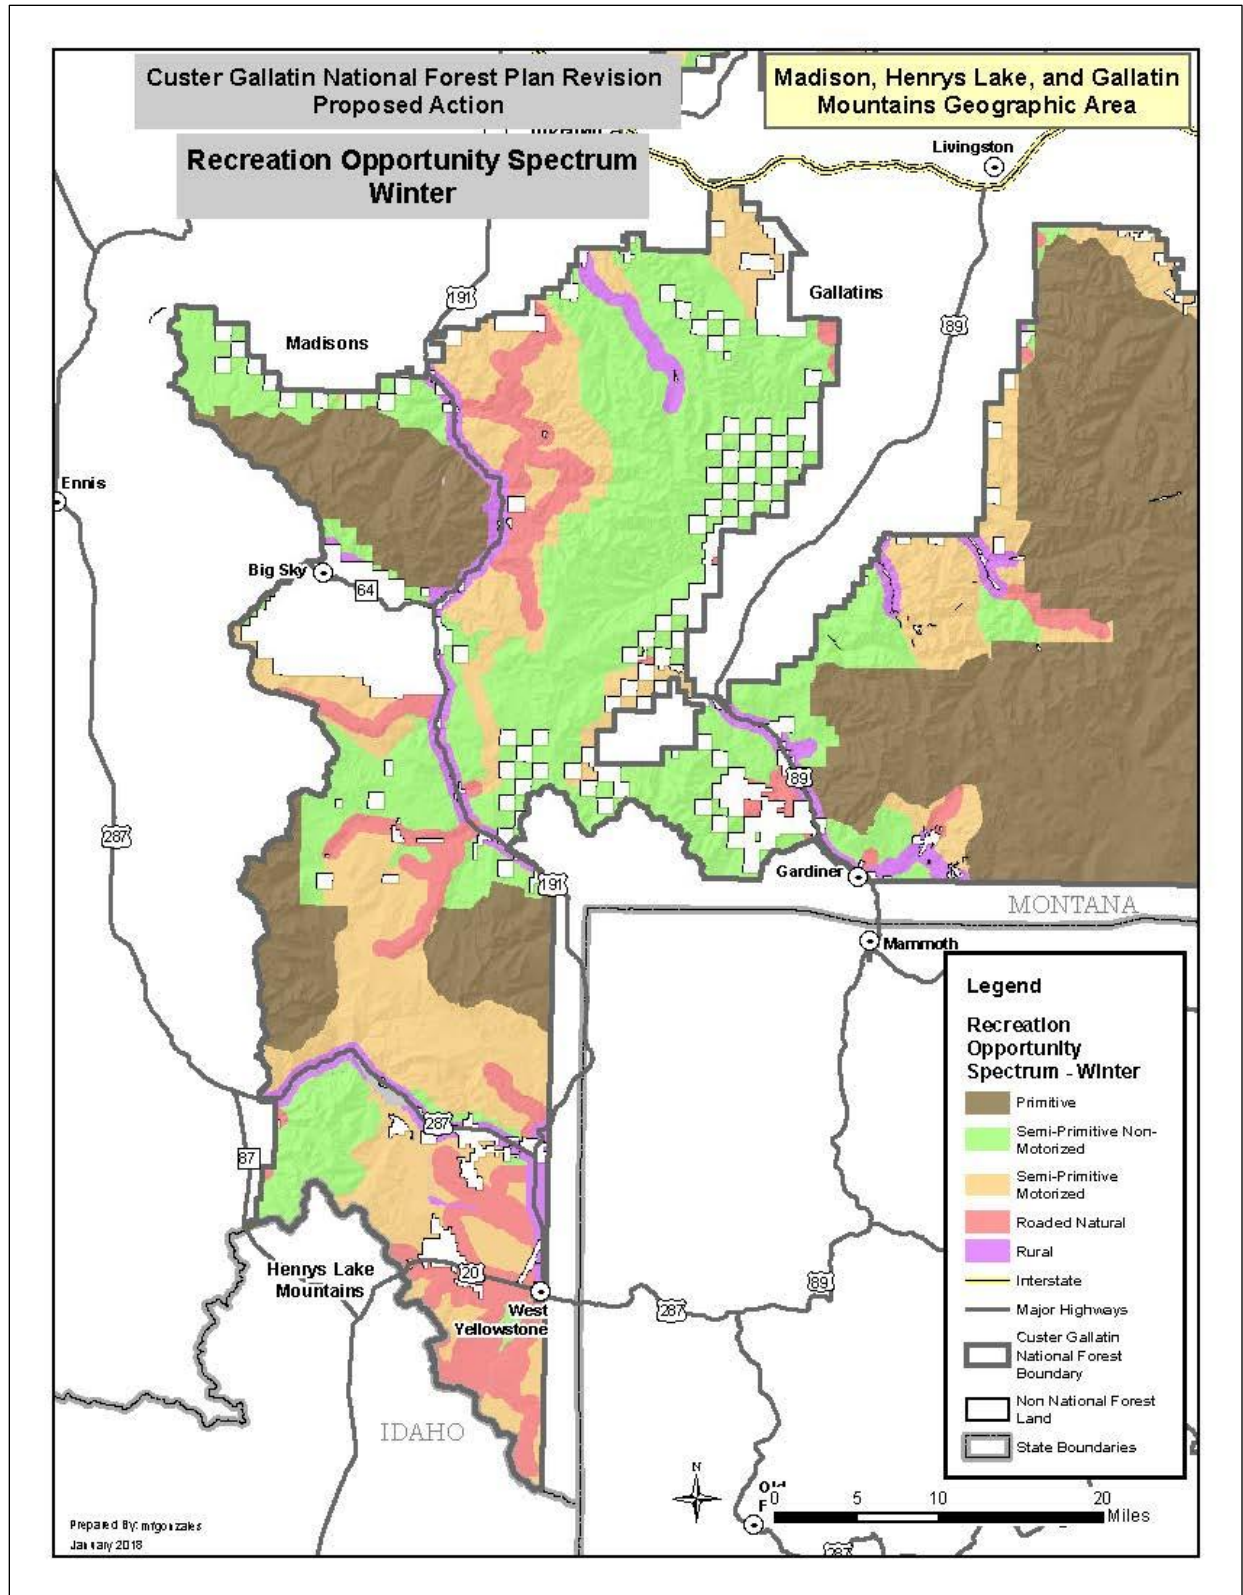 Custer Gallatin National Forest Plan Revision
Proposed Action
Madison, Henrys Lake, and Gallatin
Mountains Geographic Area
Recreation Opportunity Spectrum
Winter
Livingston
191
89
Gallatins
Madisons
Ennis
Big Sky
64
287
89
Gardiner
191
MONTANA
Mammoth
287
87
Henrys Lake
Mountains
20
West
Yellowstone
287
89
IDAHO
Legend
Recreation
Opportunity
Spectrum - Winter
Primitive
Semi-Primitive Non-
Motorized
Semi-Primitive
Motorized
Roaded Natural
Rural
Interstate
Major Highways
Custer Gallatin
National Forest
Boundary
Non National Forest
Land
State Boundaries
N
Old
F
0 5 10 20
Miles
287
Prepared By: mrgonzales
January 2018